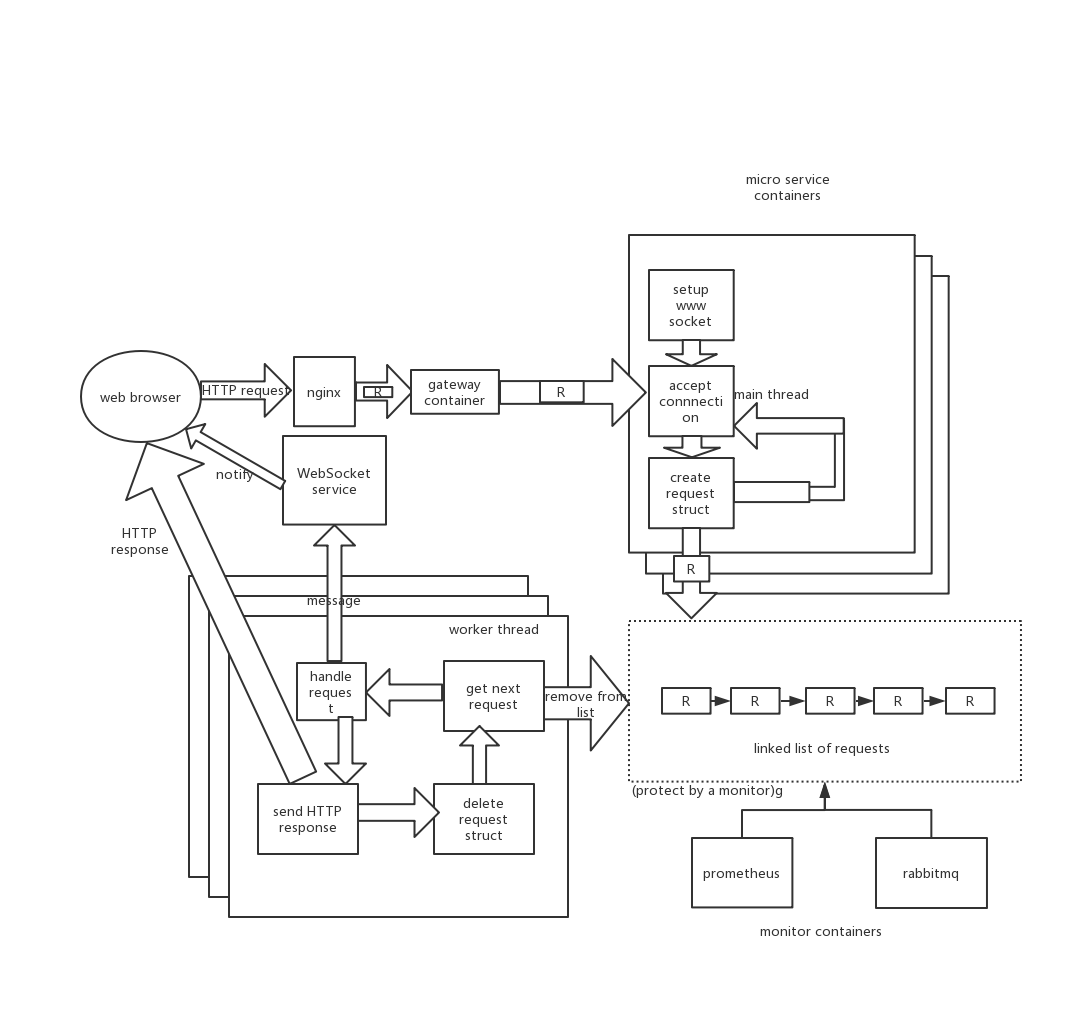 micro service
containers
setup
www
socket
web browser
HTTP request
nginx
R
gateway
container
R
accept
connnecti
on
main thread
notify
WebSocket
service
create
request
struct
HTTP
response
R
message
worker thread
handle
reques
t
get next
request
remove from
list
R
R
R
R
R
linked list of requests
(protect by a monitor)g
send HTTP
response
delete
request
struct
prometheus
rabbitmq
monitor containers